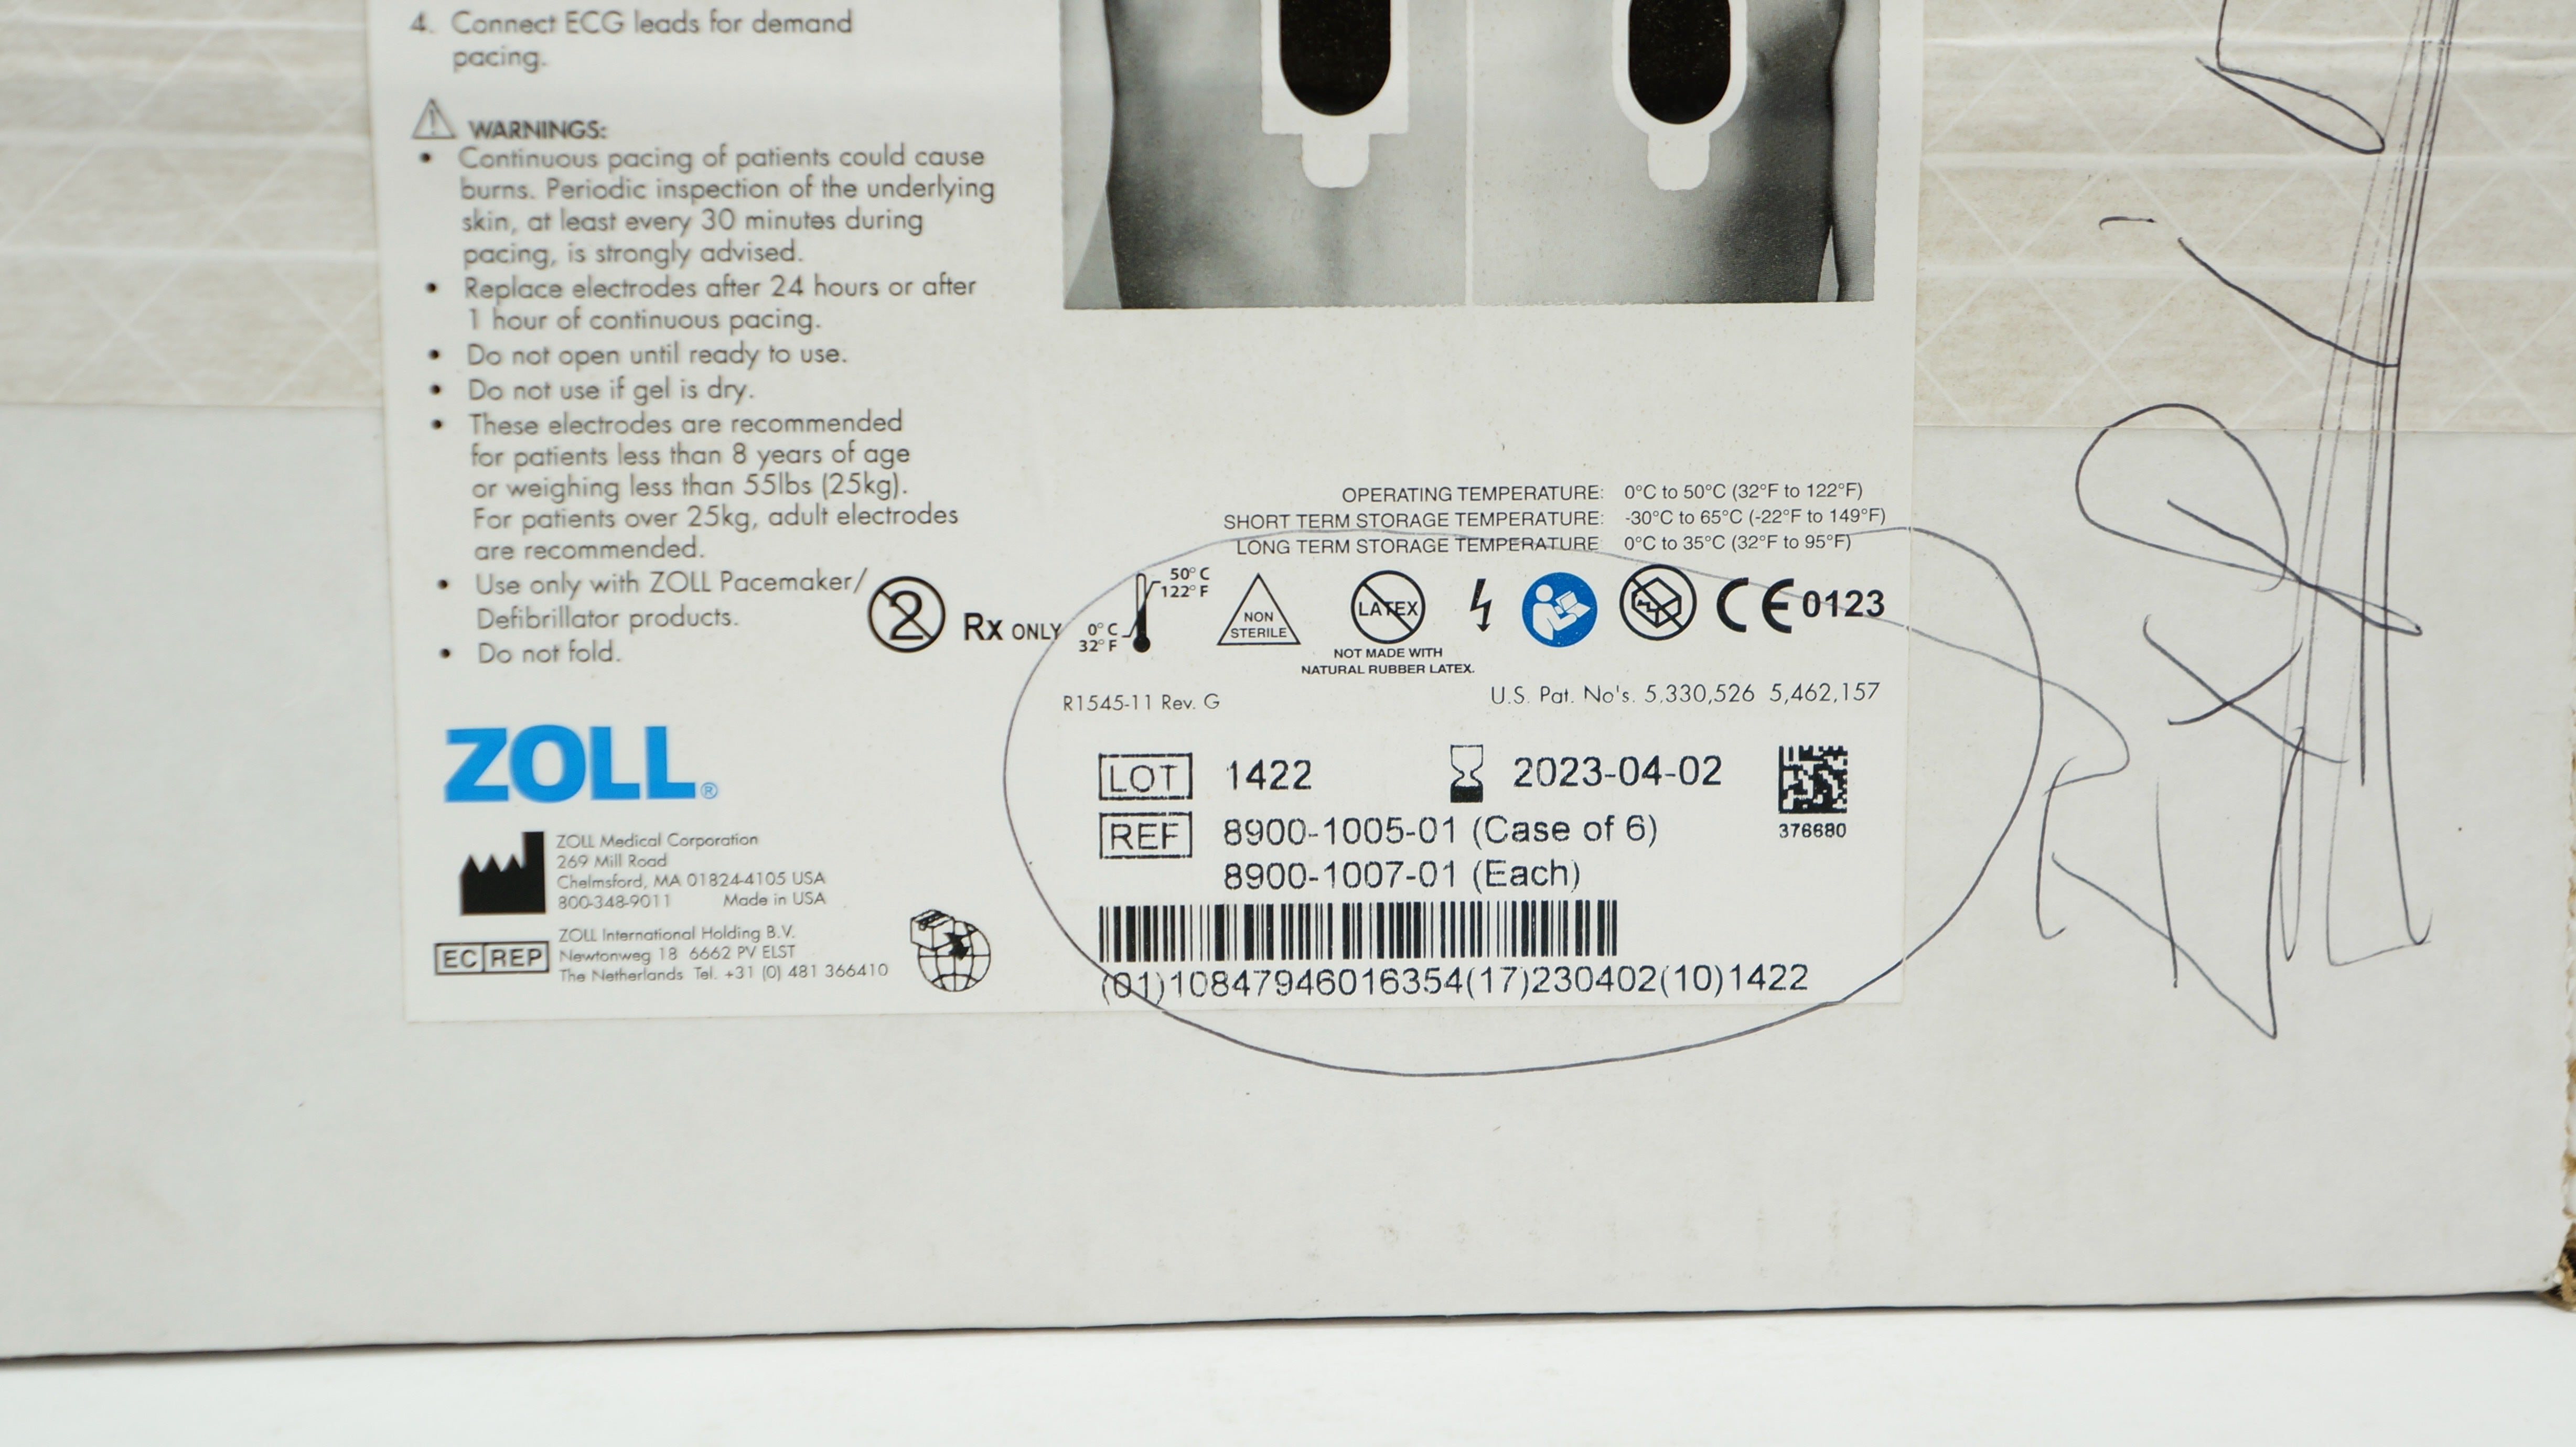 4. Connect ECG leads for demand
pacing.
WARNINGS:
• Continuous pacing of patients could cause
burns. Periodic inspection of the underlying
skin, at least every 30 minutes during
pacing, is strongly advised.
• Replace electrodes after 24 hours or after
1 hour of continuous pacing.
• Do not open until ready to use.
• Do not use if gel is dry.
• These electrodes are recommended
for patients less than 8 years of age
or weighing less than 55lbs (25kg).
For patients over 25kg, adult electrodes
are recommended.
• Use only with ZOLL Pacemaker/
Defibrillator products.
• Do not fold.
OPERATING TEMPERATURE: 0°C to 50°C (32°F to 122°F)
SHORT TERM STORAGE TEMPERATURE: -30°C to 65°C (-22°F to 149°F)
LONG TERM STORAGE TEMPERATURE 0°C to 35°C (32°F to 95°F)
2
Rx ONLY
50°C
122°F
0°C
32°F
NON
STERILE
LATEX
NOT MADE WITH
NATURAL RUBBER LATEX.
CE 0123
R1545-11 Rev. G
U.S. Pat. No's. 5,330,526 5,462,157
ZOLL®
ZOLL Medical Corporation
269 Mill Road
Chelmsford, MA 01824-4105 USA
800-348-9011 Made in USA
EC REP
ZOLL International Holding B.V.
Newtonweg 18 6662 PV ELST
The Netherlands Tel. +31 (0) 481 366410
LOT 1422 2023-04-02
376680
REF 8900-1005-01 (Case of 6)
8900-1007-01 (Each)
(01)10847946016354(17)230402(10)1422